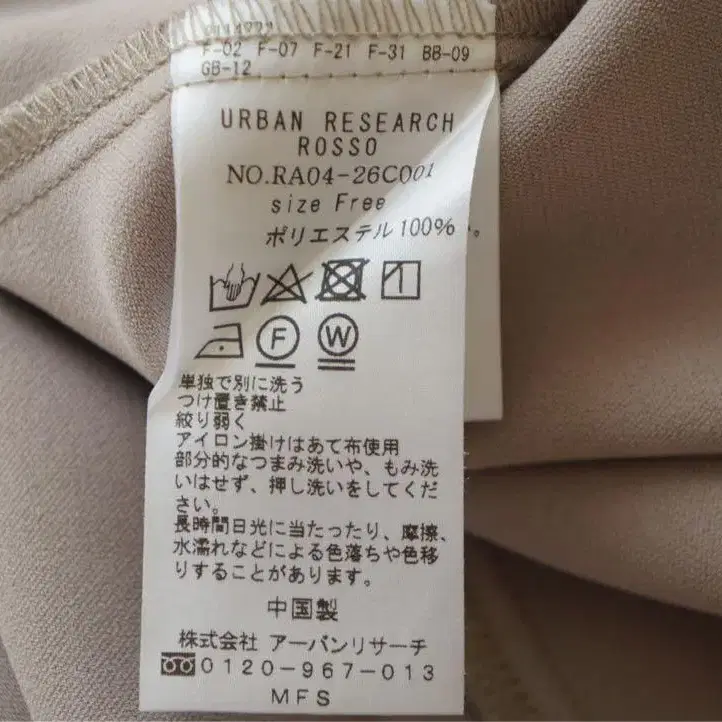 F-02 F-07 F-21 F-31 BB-09
GB-12
URBAN RESEARCH
ROSSO
NO.RA04-26C001
size Free
ポリエステル 100%
F
W
単独で別に洗う
つけ置き禁止
絞り弱く
アイロン掛けはあて布使用
部分的なつまみ洗いや、もみ洗
いはせず、押し洗いをしてくだ
さい。
長時間日光に当たったり、摩擦、
水濡れなどによる色落ちや色移
りすることがあります。
中国製
株式会社 アーバンリサーチ
0120-967-013
MFS